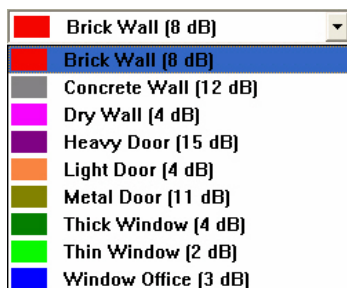 Brick Wall (8 dB)
Brick Wall (8 dB)
Concrete Wall (12 dB)
Dry Wall (4 dB)
Heavy Door (15 dB)
Light Door (4 dB)
Metal Door (11 dB)
Thick Window (4 dB)
Thin Window (2 dB)
Window Office (3 dB)